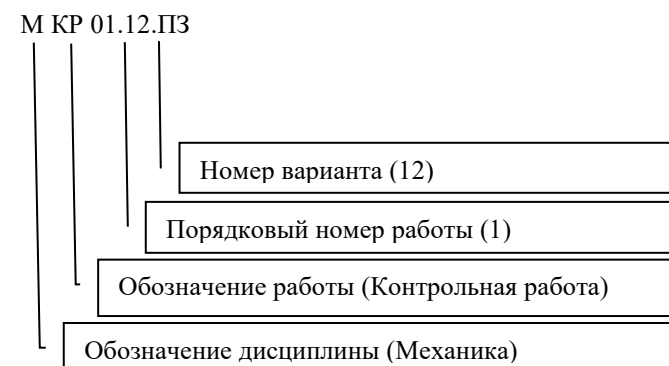 М КР 01.12.ПЗ
Номер варианта (12)
Порядковый номер работы (1)
Обозначение работы (Контрольная работа)
Обозначение дисциплины (Механика)